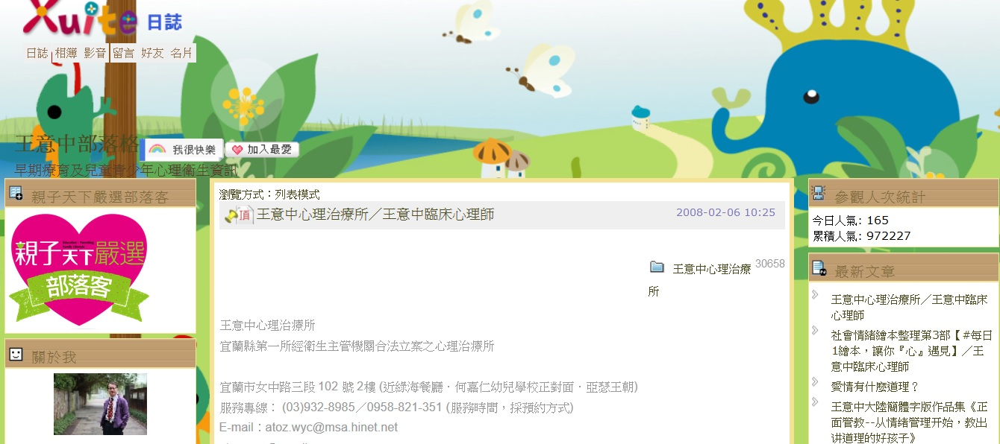 Xuite 日誌
日誌 相簿 影音 留言 好友 名片
王意中部落格 我很快樂 加入最愛
早期療育及兒童青少年心理衛生資訊
親子天下嚴選部落客
Education · Parenting
Family Lifestyle
親子天下嚴選
部落客
關於我
瀏覽方式：列表模式
頂 王意中心理治療所／王意中臨床心理師 2008-02-06 10:25
王意中心理治療 30658
所
王意中心理治療所
宜蘭縣第一所經衛生主管機關合法立案之心理治療所
宜蘭市女中路三段 102 號 2樓 (近綠海餐廳．何嘉仁幼兒學校正對面．亞瑟王朝)
服務專線： (03)932-8985／0958-821-351 (服務時間，採預約方式)
E-mail：atoz.wyc@msa.hinet.net
參觀人次統計
今日人氣: 165
累積人氣: 972227
最新文章
王意中心理治療所／王意中臨床
心理師
社會情緒繪本整理第3部【 #每日
1繪本，讓你『心』遇見】／王
意中臨床心理師
愛情有什麼道理？
王意中大陸簡體字版作品集《正
面管教--从情绪管理开始，教出
讲道理的好孩子》